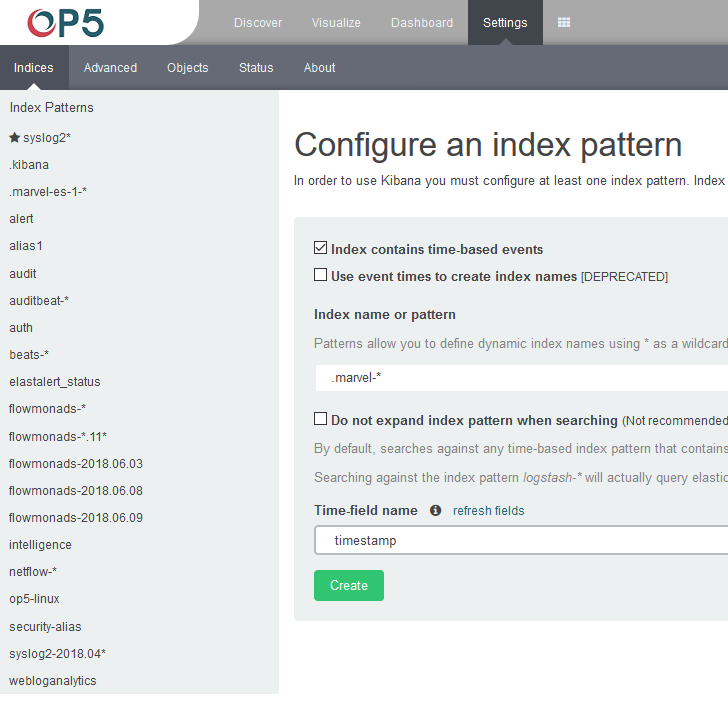 OP5
Discover Visualize Dashboard Settings
Indices Advanced Objects Status About
Index Patterns
syslog2*
.kibana
.marvel-es-1-*
alert
alias1
audit
auditbeat-*
auth
beats-*
elastalert_status
flowmonads-*
flowmonads-*.11*
flowmonads-2018.06.03
flowmonads-2018.06.08
flowmonads-2018.06.09
intelligence
netflow-*
op5-linux
security-alias
syslog2-2018.04*
webloganalytics
Configure an index pattern
In order to use Kibana you must configure at least one index pattern. Index
Index contains time-based events
Use event times to create index names [DEPRECATED]
Index name or pattern
Patterns allow you to define dynamic index names using * as a wildcard
.marvel-*
Do not expand index pattern when searching (Not recommended
By default, searches against any time-based index pattern that contains
Searching against the index pattern logstash-* will actually query elastic
Time-field name refresh fields
timestamp
Create